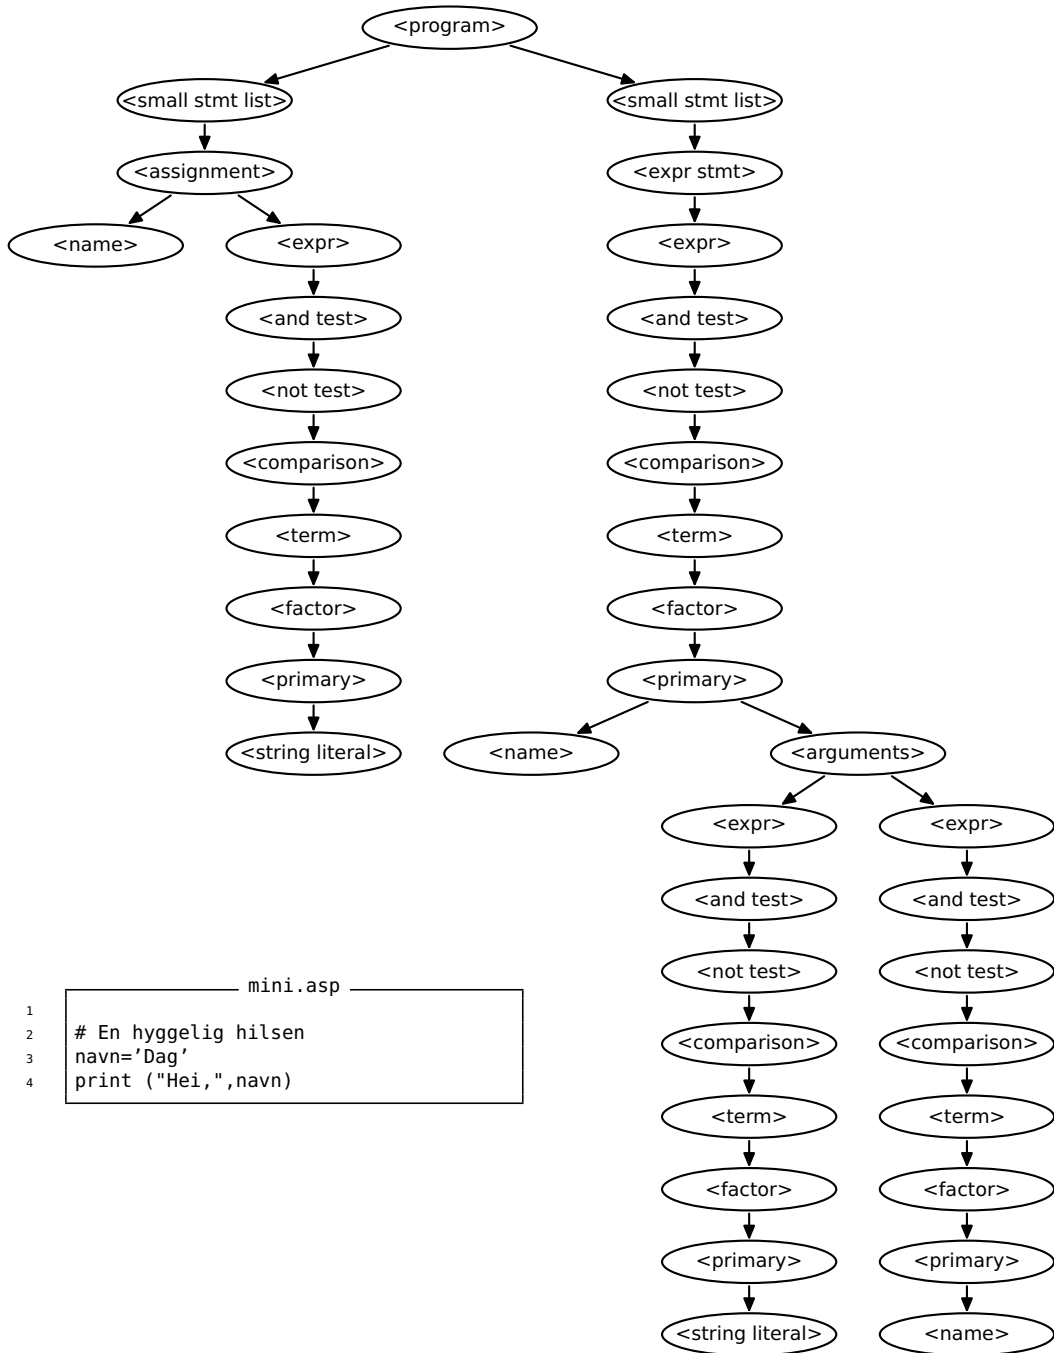 <program>
<small stmt list> <small stmt list>
<assignment> <expr stmt>
<name> <expr> <expr>
<and test> <and test>
<not test> <not test>
<comparison> <comparison>
<term> <term>
<factor> <factor>
<primary> <primary>
<string literal> <name> <arguments>
<expr> <expr>
<and test> <and test>
<not test> <not test>
<comparison> <comparison>
<term> <term>
<factor> <factor>
<primary> <primary>
<string literal> <name>
mini.asp
1
2 # En hyggelig hilsen
3 navn=’Dag’
4 print ("Hei,",navn)